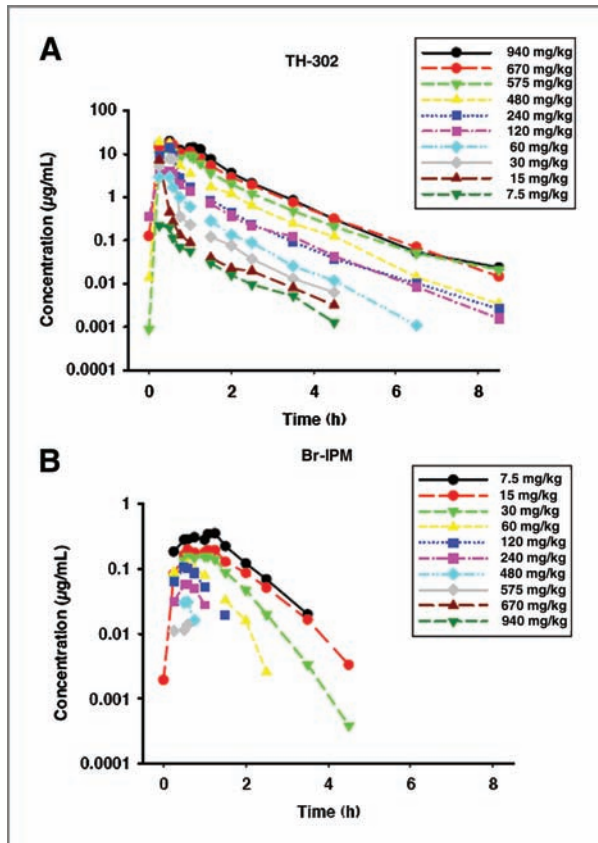 A
TH-302
940 mg/kg
670 mg/kg
575 mg/kg
480 mg/kg
240 mg/kg
120 mg/kg
60 mg/kg
30 mg/kg
15 mg/kg
7.5 mg/kg
Concentration (µg/mL)
100
10
1
0.1
0.01
0.001
0.0001
0 2 4 6 8
Time (h)
B
Br-IPM
7.5 mg/kg
15 mg/kg
30 mg/kg
60 mg/kg
120 mg/kg
240 mg/kg
480 mg/kg
575 mg/kg
670 mg/kg
940 mg/kg
Concentration (µg/mL)
1
0.1
0.01
0.001
0.0001
0 2 4 6 8
Time (h)